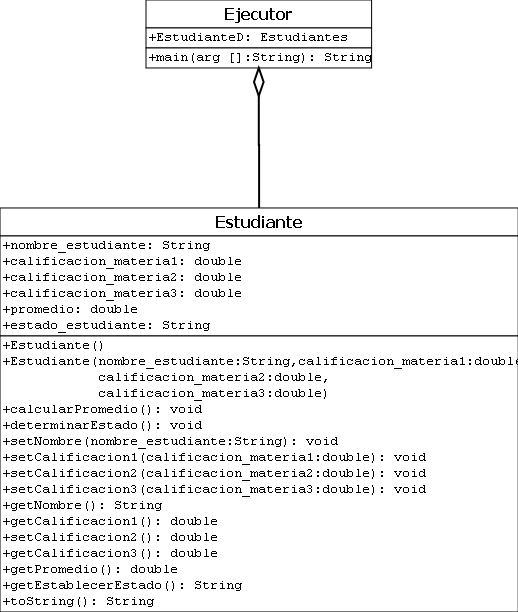 Ejecutor
+EstudianteD: Estudiantes
+main(arg []:String): String
Estudiante
+nombre_estudiante: String
+calificacion_materia1: double
+calificacion_materia2: double
+calificacion_materia3: double
+promedio: double
+estado_estudiante: String
+Estudiante()
+Estudiante(nombre_estudiante:String,calificacion_materia1:double
calificacion_materia2:double,
calificacion_materia3:double)
+calcularPromedio(): void
+determinarEstado(): void
+setNombre(nombre_estudiante:String): void
+setCalificacion1(calificacion_materia1:double): void
+setCalificacion2(calificacion_materia2:double): void
+setCalificacion3(calificacion_materia3:double): void
+getNombre(): String
+getCalificacion1(): double
+setCalificacion2(): double
+getCalificacion3(): double
+getPromedio(): double
+getEstablecerEstado(): String
+toString(): String